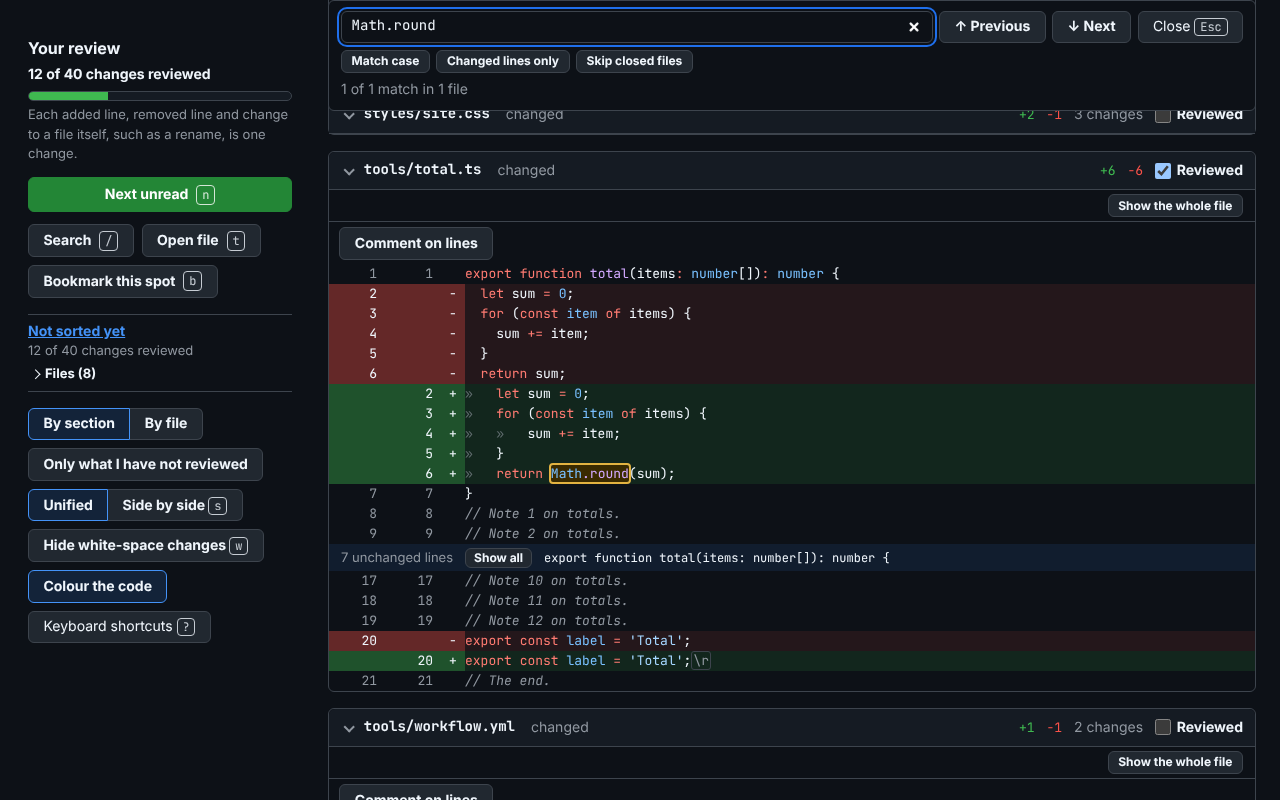 Your review
12 of 40 changes reviewed
Each added line, removed line and change
to a file itself, such as a rename, is one
change.
Next unread n
Search / Open file t
Bookmark this spot b
Not sorted yet
12 of 40 changes reviewed
Files (8)
By section By file
Only what I have not reviewed
Unified Side by side s
Hide white-space changes w
Colour the code
Keyboard shortcuts ?
Math.round × ↑ Previous ↓ Next Close Esc
Match case Changed lines only Skip closed files
1 of 1 match in 1 file
styles/site.css changed +2 -1 3 changes Reviewed
tools/total.ts changed +6 -6 Reviewed
Show the whole file
Comment on lines
1 1 export function total(items: number[]): number {
2 - let sum = 0;
3 - for (const item of items) {
4 - sum += item;
5 - }
6 - return sum;
2 + » let sum = 0;
3 + » for (const item of items) {
4 + » » sum += item;
5 + » }
6 + » return Math.round(sum);
7 7 }
8 8 // Note 1 on totals.
9 9 // Note 2 on totals.
7 unchanged lines Show all export function total(items: number[]): number {
17 17 // Note 10 on totals.
18 18 // Note 11 on totals.
19 19 // Note 12 on totals.
20 - export const label = 'Total';
20 + export const label = 'Total';\r
21 21 // The end.
tools/workflow.yml changed +1 -1 2 changes Reviewed
Show the whole file
Comment on lines